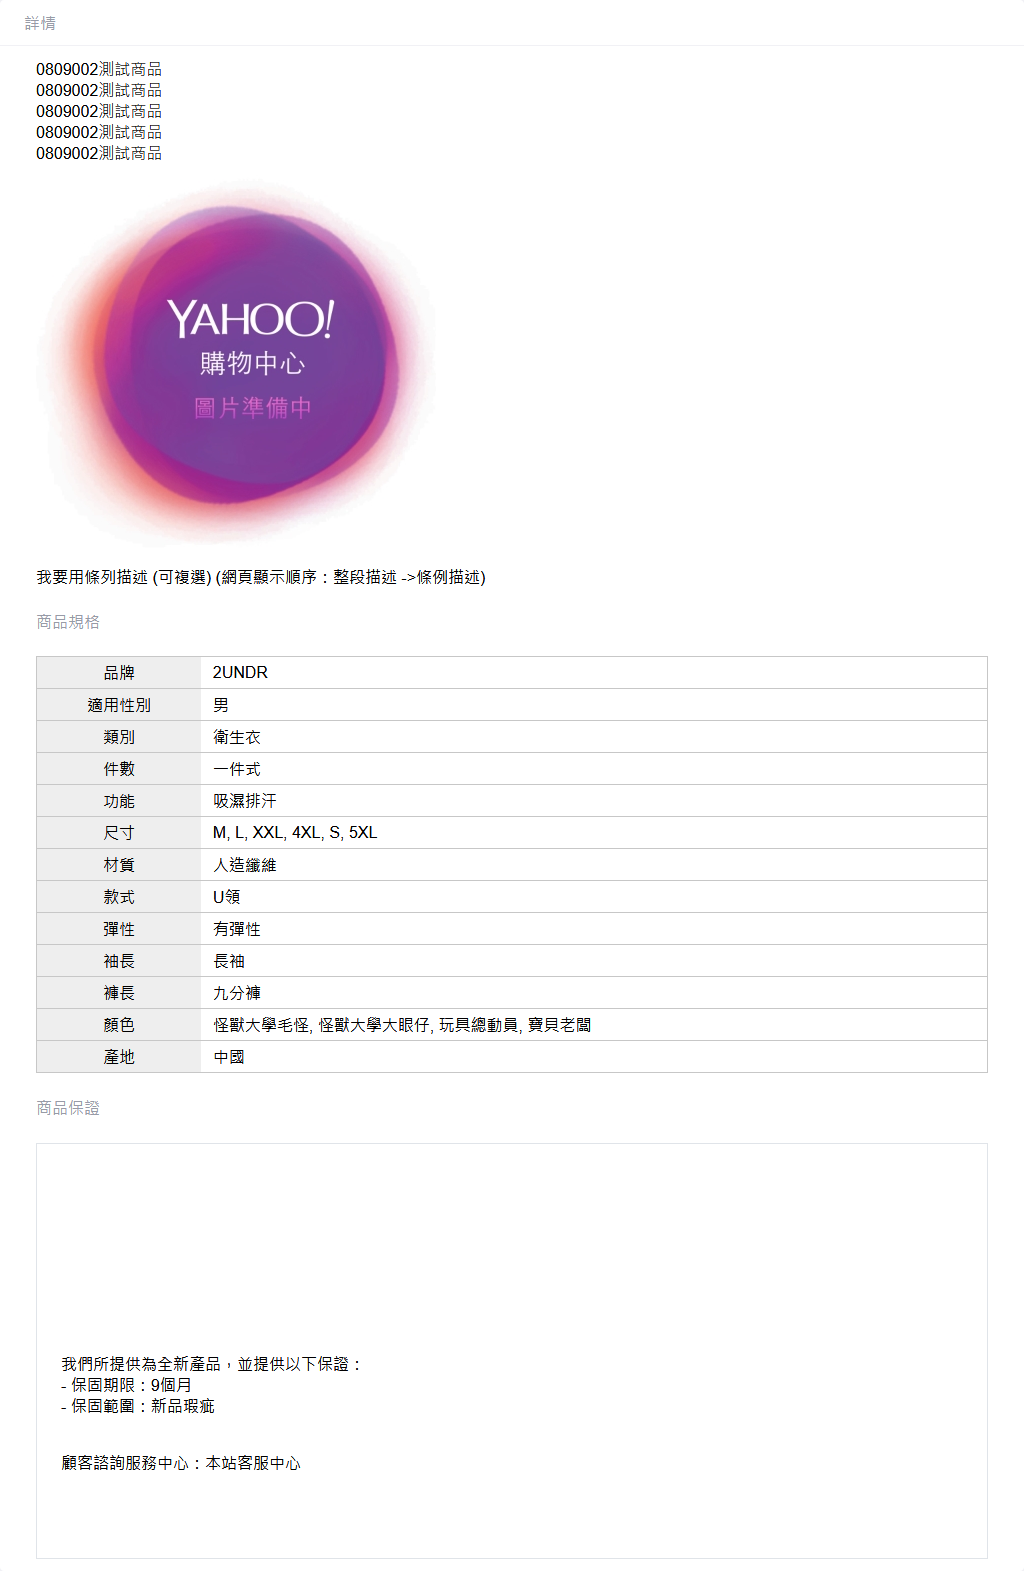 詳情
0809002測試商品
0809002測試商品
0809002測試商品
0809002測試商品
0809002測試商品
YAHOO!
購物中心
圖片準備中
我要用條列描述 (可複選) (網頁顯示順序：整段描述 ->條例描述)
商品規格
品牌 2UNDR
適用性別 男
類別 衛生衣
件數 一件式
功能 吸濕排汗
尺寸 M, L, XXL, 4XL, S, 5XL
材質 人造纖維
款式 U領
彈性 有彈性
袖長 長袖
褲長 九分褲
顏色 怪獸大學毛怪, 怪獸大學大眼仔, 玩具總動員, 寶貝老闆
產地 中國
商品保證
我們所提供為全新產品，並提供以下保證：
- 保固期限：9個月
- 保固範圍：新品瑕疵
顧客諮詢服務中心：本站客服中心